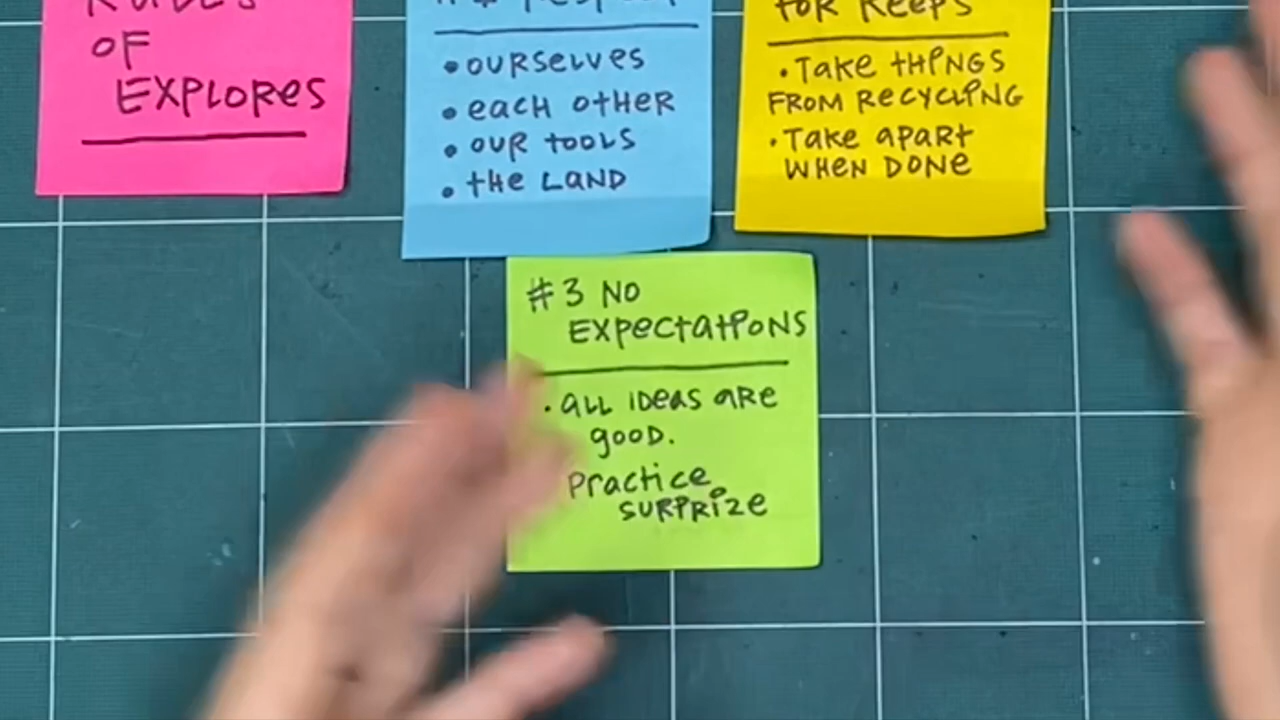 RULES
OF
EXPLORES
#1 RESPECT
• OURSELVES
• each OTHER
• OUR TOOLS
• THE LAND
FOR KEEPS
• Take THINGS
FROM RECYCLING
• Take apart
WHEN DONE
#3 NO
EXPectatioNS
• all IDeas are
gooD.
Practice
SURPRize